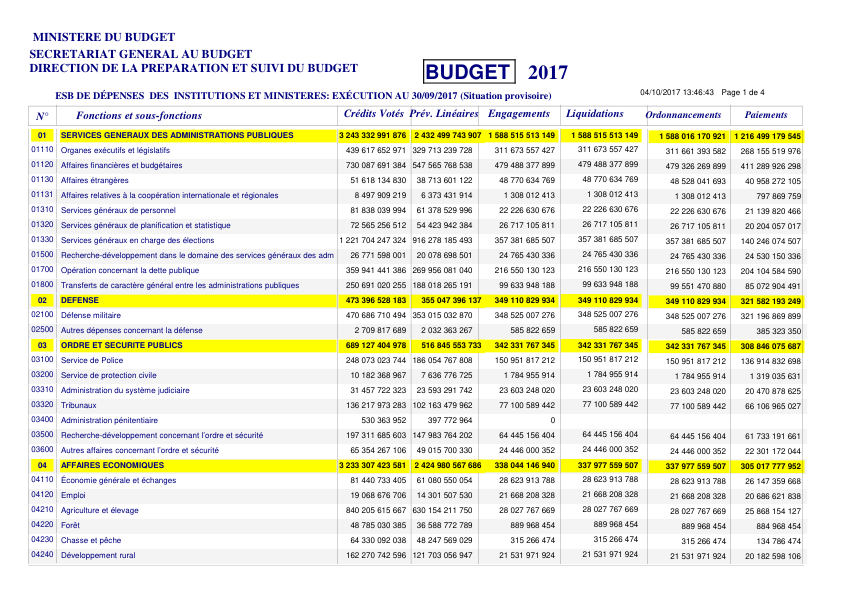 MINISTERE DU BUDGET
SECRETARIAT GENERAL AU BUDGET
DIRECTION DE LA PREPARATION ET SUIVI DU BUDGET
BUDGET 2017
ESB DE DÉPENSES DES INSTITUTIONS ET MINISTERES: EXÉCUTION AU 30/09/2017 (Situation provisoire) 04/10/2017 13:46:43 Page 1 de 4
N° Fonctions et sous-fonctions Crédits Votés Prév. Linéaires Engagements Liquidations Ordonnancements Paiements
01 SERVICES GENERAUX DES ADMINISTRATIONS PUBLIQUES 3 243 332 991 876 2 432 499 743 907 1 588 515 513 149 1 588 515 513 149 1 588 016 170 921 1 216 499 179 545
01110 Organes exécutifs et législatifs 439 617 652 971 329 713 239 728 311 673 557 427 311 673 557 427 311 661 393 582 268 155 519 976
01120 Affaires financières et budgétaires 730 087 691 384 547 565 768 538 479 488 377 899 479 488 377 899 479 326 269 899 411 289 926 298
01130 Affaires étrangères 51 618 134 830 38 713 601 122 48 770 634 769 48 770 634 769 48 528 041 693 40 958 272 105
01131 Affaires relatives à la coopération internationale et régionales 8 497 909 219 6 373 431 914 1 308 012 413 1 308 012 413 1 308 012 413 797 869 759
01310 Services généraux de personnel 81 838 039 994 61 378 529 996 22 226 630 676 22 226 630 676 22 226 630 676 21 139 820 466
01320 Services généraux de planification et statistique 72 565 256 512 54 423 942 384 26 717 105 811 26 717 105 811 26 717 105 811 20 204 057 017
01330 Services généraux en charge des élections 1 221 704 247 324 916 278 185 493 357 381 685 507 357 381 685 507 357 381 685 507 140 246 074 507
01500 Recherche-développement dans le domaine des services généraux des adm 26 771 598 001 20 078 698 501 24 765 430 336 24 765 430 336 24 765 430 336 24 530 150 336
01700 Opération concernant la dette publique 359 941 441 386 269 956 081 040 216 550 130 123 216 550 130 123 216 550 130 123 204 104 584 590
01800 Transferts de caractère général entre les administrations publiques 250 691 020 255 188 018 265 191 99 633 948 188 99 633 948 188 99 551 470 880 85 072 904 491
02 DEFENSE 473 396 528 183 355 047 396 137 349 110 829 934 349 110 829 934 349 110 829 934 321 582 193 249
02100 Défense militaire 470 686 710 494 353 015 032 870 348 525 007 276 348 525 007 276 348 525 007 276 321 196 869 899
02500 Autres dépenses concernant la défense 2 709 817 689 2 032 363 267 585 822 659 585 822 659 585 822 659 385 323 350
03 ORDRE ET SECURITE PUBLICS 689 127 404 978 516 845 553 733 342 331 767 345 342 331 767 345 342 331 767 345 308 846 075 687
03100 Service de Police 248 073 023 744 186 054 767 808 150 951 817 212 150 951 817 212 150 951 817 212 136 914 832 698
03200 Service de protection civile 10 182 368 967 7 636 776 725 1 784 955 914 1 784 955 914 1 784 955 914 1 319 035 631
03310 Administration du système judiciaire 31 457 722 323 23 593 291 742 23 603 248 020 23 603 248 020 23 603 248 020 20 470 878 625
03320 Tribunaux 136 217 973 283 102 163 479 962 77 100 589 442 77 100 589 442 77 100 589 442 66 106 965 027
03400 Administration pénitentiaire 530 363 952 397 772 964 0
03500 Recherche-développement concernant l'ordre et sécurité 197 311 685 603 147 983 764 202 64 445 156 404 64 445 156 404 64 445 156 404 61 733 191 661
03600 Autres affaires concernant l'ordre et sécurité 65 354 267 106 49 015 700 330 24 446 000 352 24 446 000 352 24 446 000 352 22 301 172 044
04 AFFAIRES ECONOMIQUES 3 233 307 423 581 2 424 980 567 686 338 044 146 940 337 977 559 507 337 977 559 507 305 017 777 952
04110 Économie générale et échanges 81 440 733 405 61 080 550 054 28 623 913 788 28 623 913 788 28 623 913 788 26 147 359 668
04120 Emploi 19 068 676 706 14 301 507 530 21 668 208 328 21 668 208 328 21 668 208 328 20 686 621 838
04210 Agriculture et élevage 840 205 615 667 630 154 211 750 28 027 767 669 28 027 767 669 28 027 767 669 25 868 154 127
04220 Forêt 48 785 030 385 36 588 772 789 889 968 454 889 968 454 889 968 454 884 968 454
04230 Chasse et pêche 64 330 092 038 48 247 569 029 315 266 474 315 266 474 315 266 474 134 786 474
04240 Développement rural 162 270 742 596 121 703 056 947 21 531 971 924 21 531 971 924 21 531 971 924 20 182 598 106